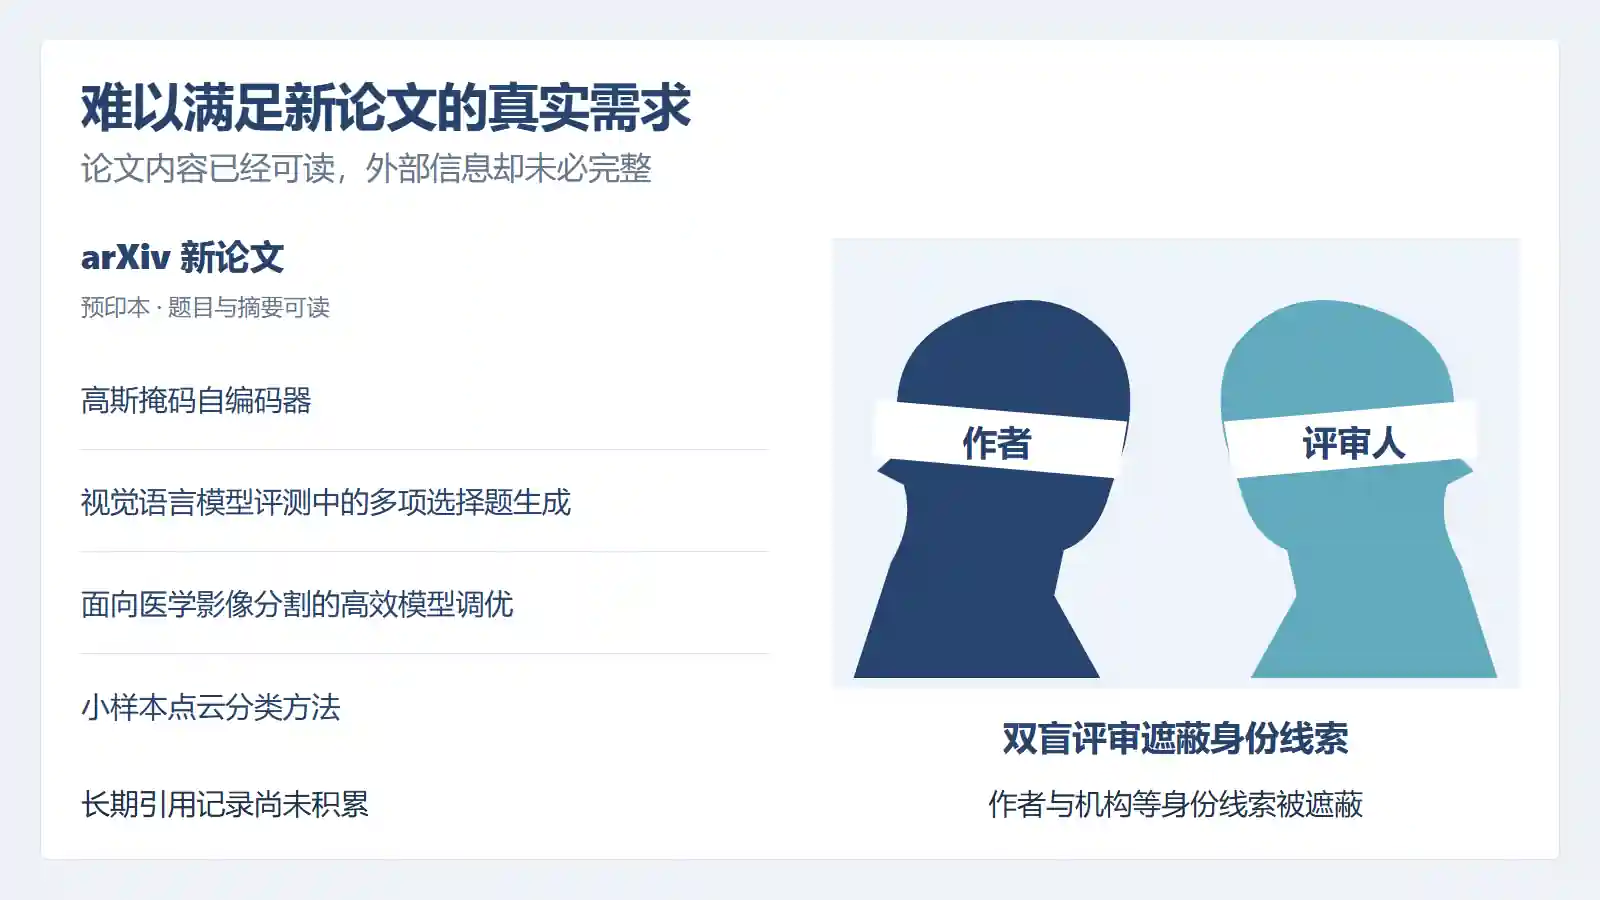 难以满足新论文的真实需求
论文内容已经可读，外部信息却未必完整
arXiv 新论文
预印本 · 题目与摘要可读
高斯掩码自编码器
视觉语言模型评测中的多项选择题生成
面向医学影像分割的高效模型调优
小样本点云分类方法
长期引用记录尚未积累
作者
评审人
双盲评审遮蔽身份线索
作者与机构等身份线索被遮蔽